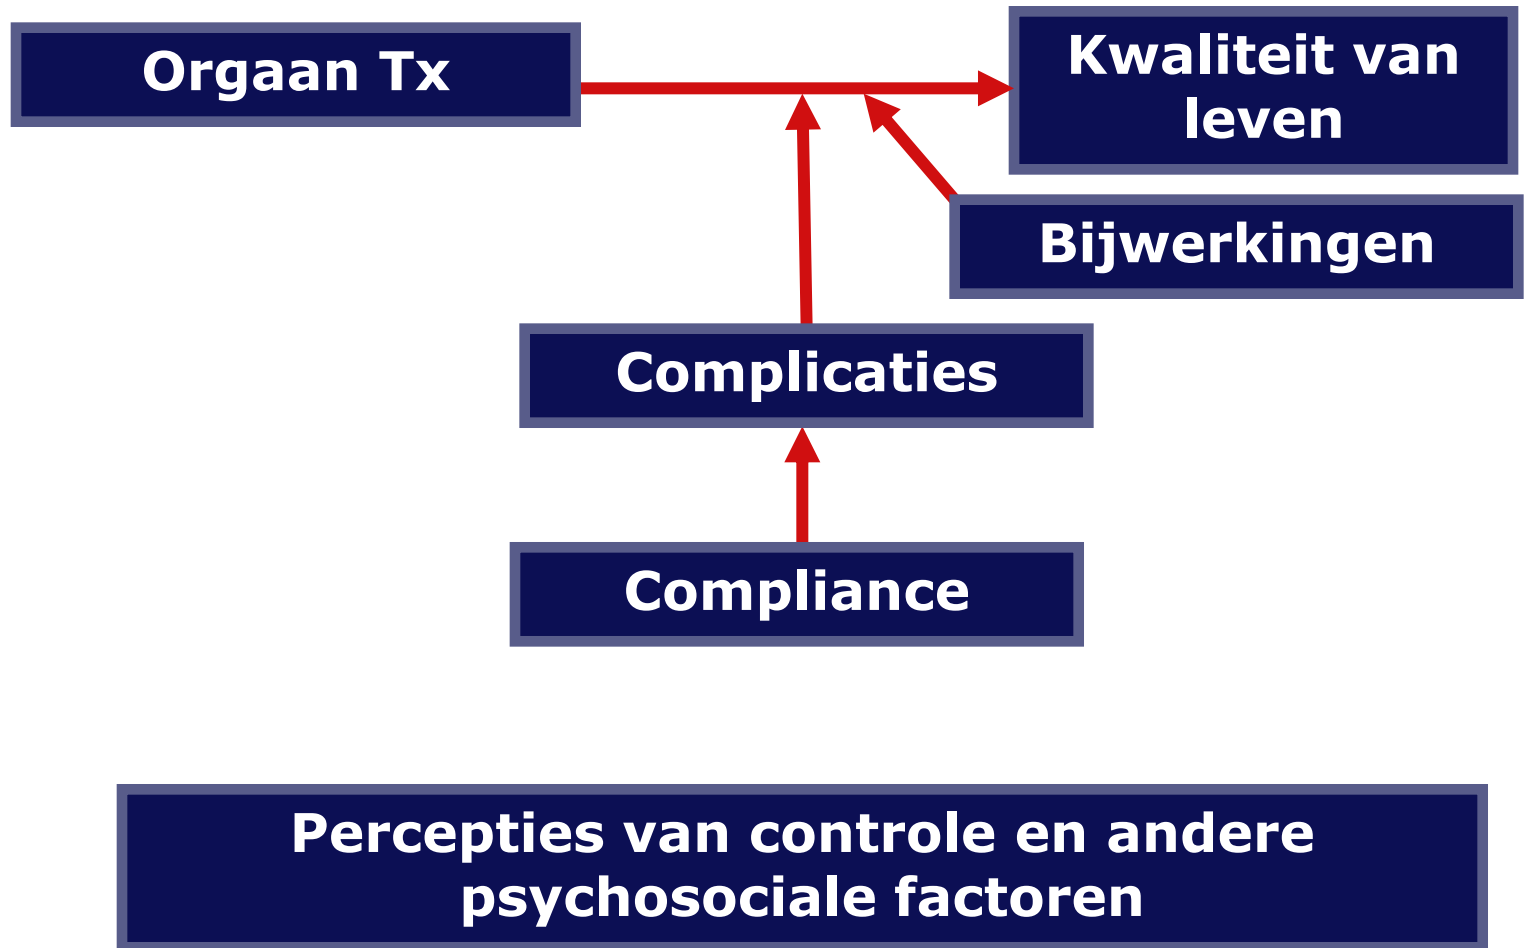 Orgaan Tx
Kwaliteit van
leven
Bijwerkingen
Complicaties
Compliance
Percepties van controle en andere
psychosociale factoren